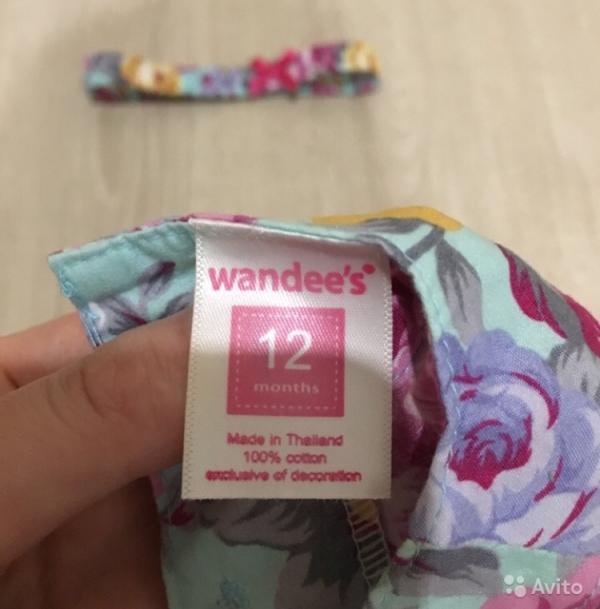 wandee's
12
months
Made in Thailand
100% cotton
exclusive of decoration
Avito